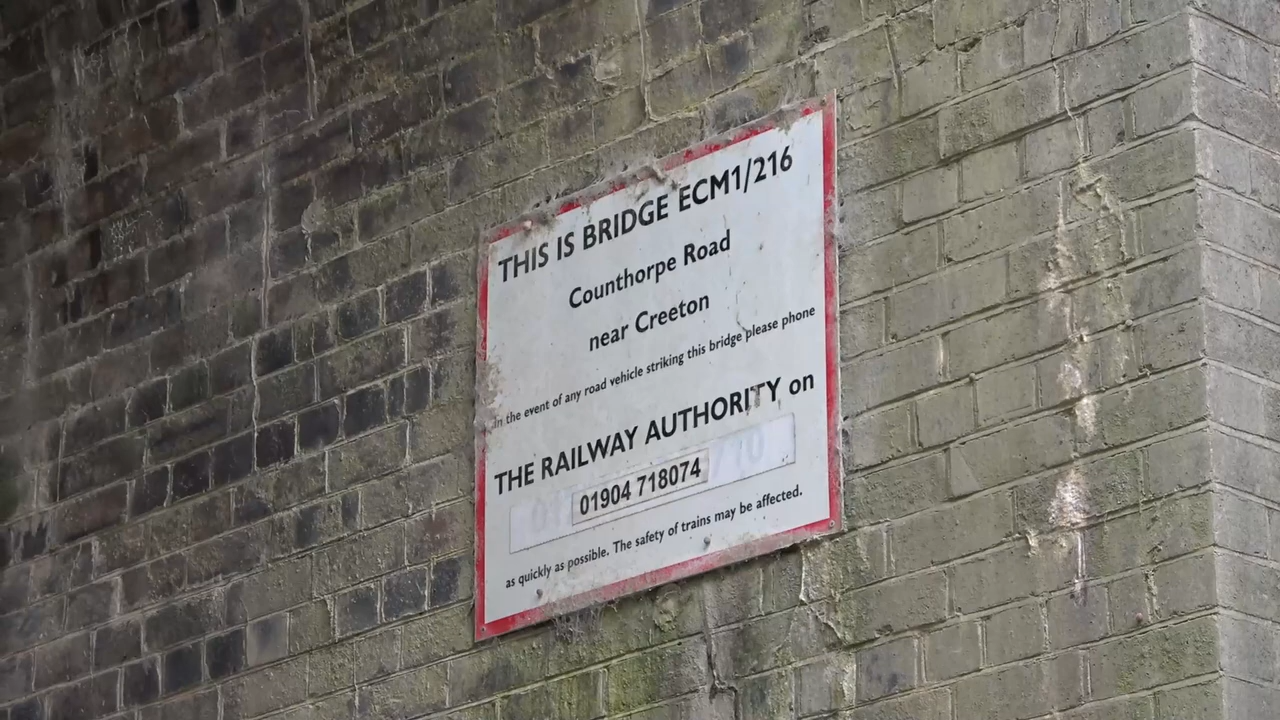 THIS IS BRIDGE ECM1/216
Counthorpe Road
near Creeton
In the event of any road vehicle striking this bridge please phone
THE RAILWAY AUTHORITY on
01904 718074
as quickly as possible. The safety of trains may be affected.